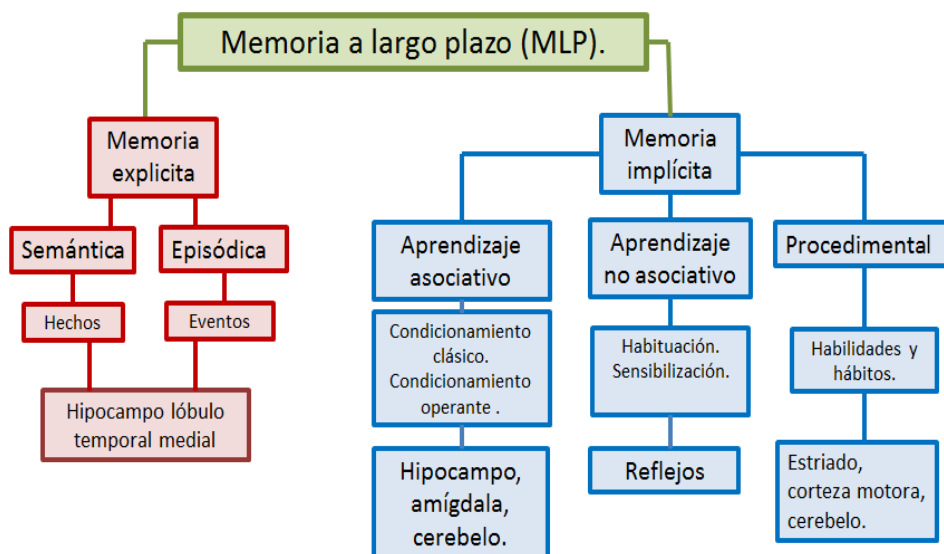 Memoria a largo plazo (MLP).
Memoria
explicita
Semántica
Episódica
Hechos
Eventos
Hipocampo lóbulo
temporal medial
Memoria
implícita
Aprendizaje
asociativo
Condicionamiento
clásico.
Condicionamiento
operante .
Hipocampo,
amígdala,
cerebelo.
Aprendizaje
no asociativo
Habituación.
Sensibilización.
Reflejos
Procedimental
Habilidades y
hábitos.
Estriado,
corteza motora,
cerebelo.